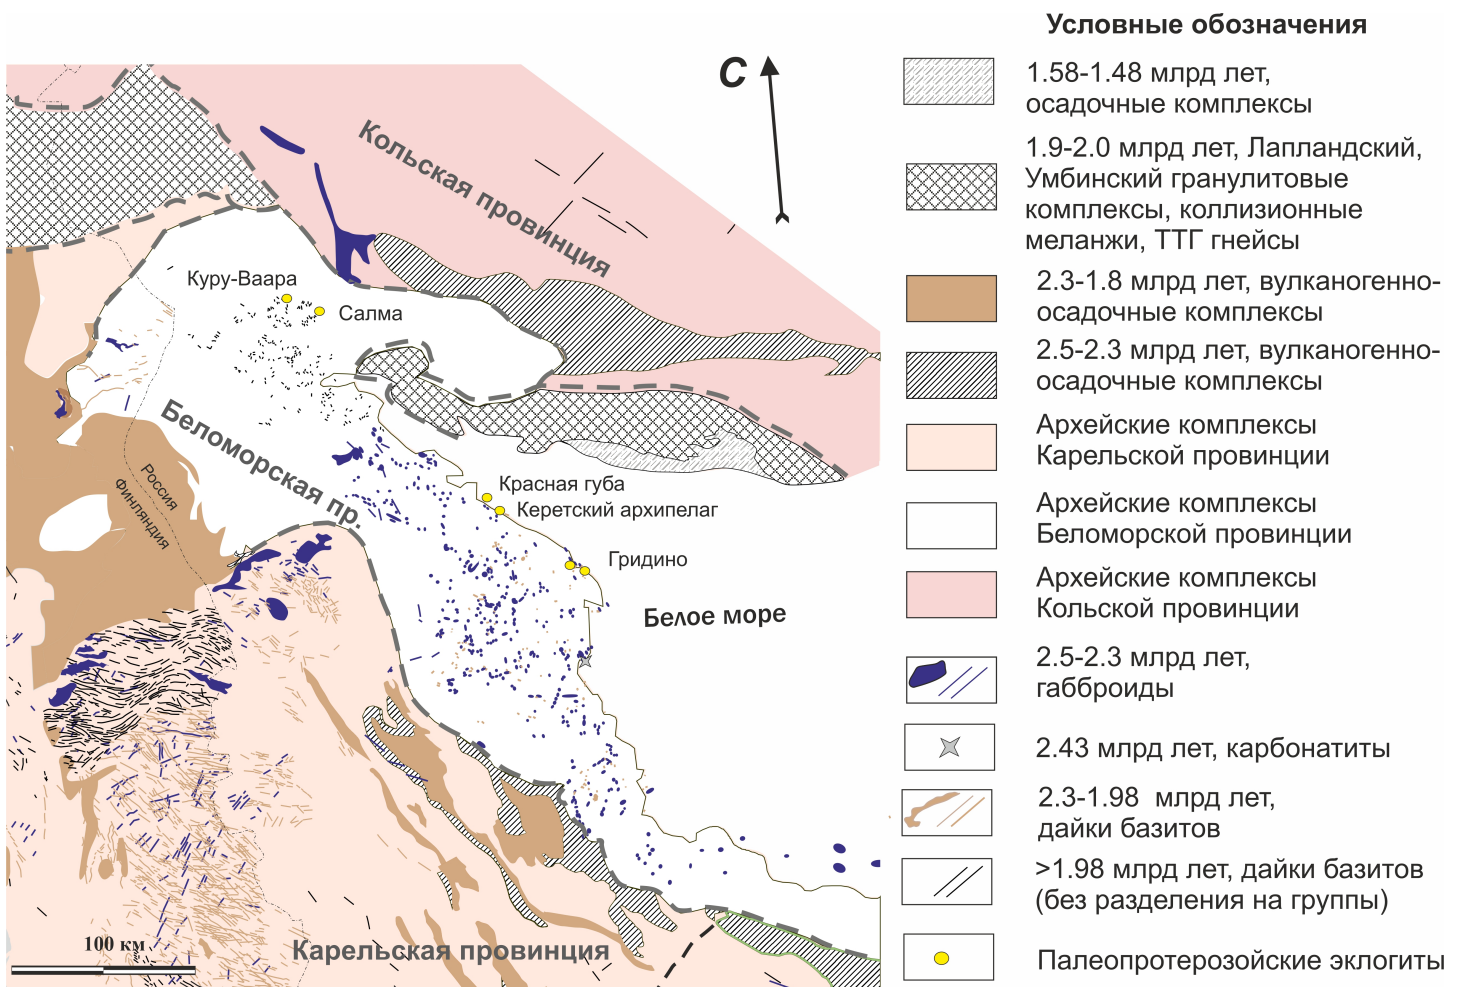 Условные обозначения
С
1.58-1.48 млрд лет,
осадочные комплексы
1.9-2.0 млрд лет, Лапландский,
Умбинский гранулитовые
комплексы, коллизионные
меланжи, ТТГ гнейсы
2.3-1.8 млрд лет, вулканогенно-
осадочные комплексы
2.5-2.3 млрд лет, вулканогенно-
осадочные комплексы
Архейские комплексы
Карельской провинции
Архейские комплексы
Беломорской провинции
Архейские комплексы
Кольской провинции
2.5-2.3 млрд лет,
габброиды
2.43 млрд лет, карбонатиты
2.3-1.98 млрд лет,
дайки базитов
>1.98 млрд лет, дайки базитов
(без разделения на группы)
Палеопротерозойские эклогиты
Кольская провинция
Куру-Ваара
Салма
Беломорская пр.
Россия
Финляндия
Красная губа
Керетский архипелаг
Гридино
Белое море
Карельская провинция
100 км